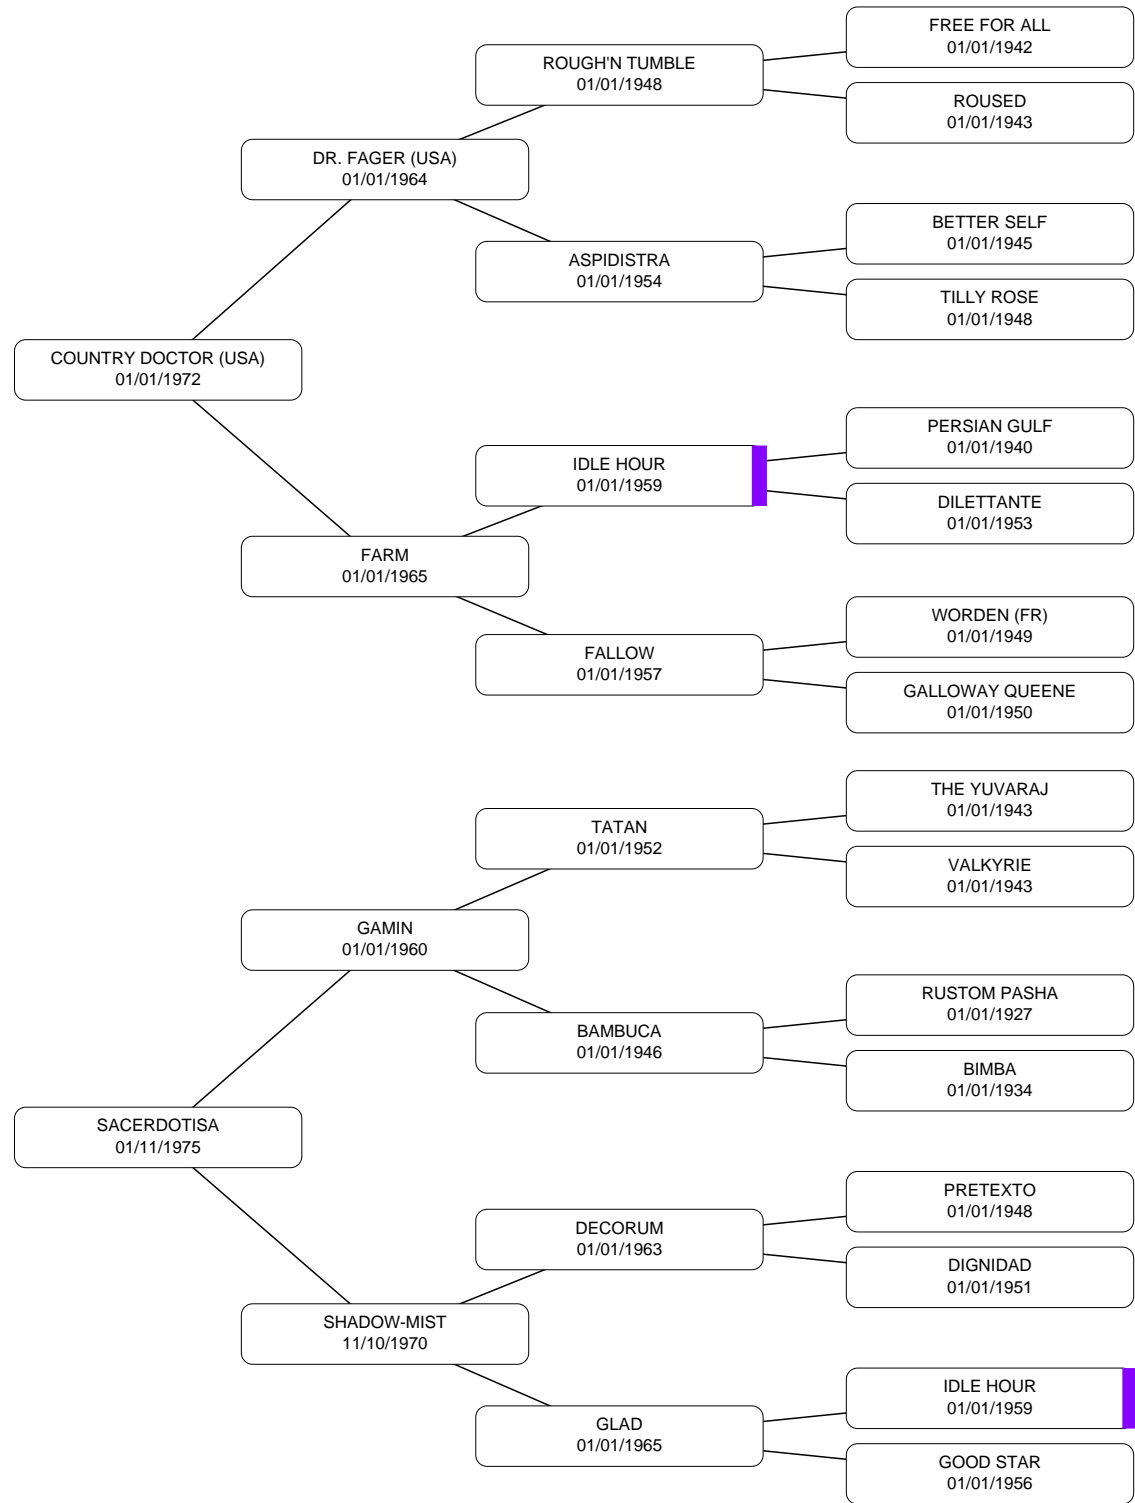 FREE FOR ALL
01/01/1942
ROUGH'N TUMBLE
01/01/1948
ROUSED
01/01/1943
DR. FAGER (USA)
01/01/1964
BETTER SELF
01/01/1945
ASPIDISTRA
01/01/1954
TILLY ROSE
01/01/1948
COUNTRY DOCTOR (USA)
01/01/1972
PERSIAN GULF
01/01/1940
IDLE HOUR
01/01/1959
DILETTANTE
01/01/1953
FARM
01/01/1965
WORDEN (FR)
01/01/1949
FALLOW
01/01/1957
GALLOWAY QUEENE
01/01/1950
THE YUVARAJ
01/01/1943
TATAN
01/01/1952
VALKYRIE
01/01/1943
GAMIN
01/01/1960
RUSTOM PASHA
01/01/1927
BAMBUCA
01/01/1946
BIMBA
01/01/1934
SACERDOTISA
01/11/1975
PRETEXTO
01/01/1948
DECORUM
01/01/1963
DIGNIDAD
01/01/1951
SHADOW-MIST
11/10/1970
IDLE HOUR
01/01/1959
GLAD
01/01/1965
GOOD STAR
01/01/1956